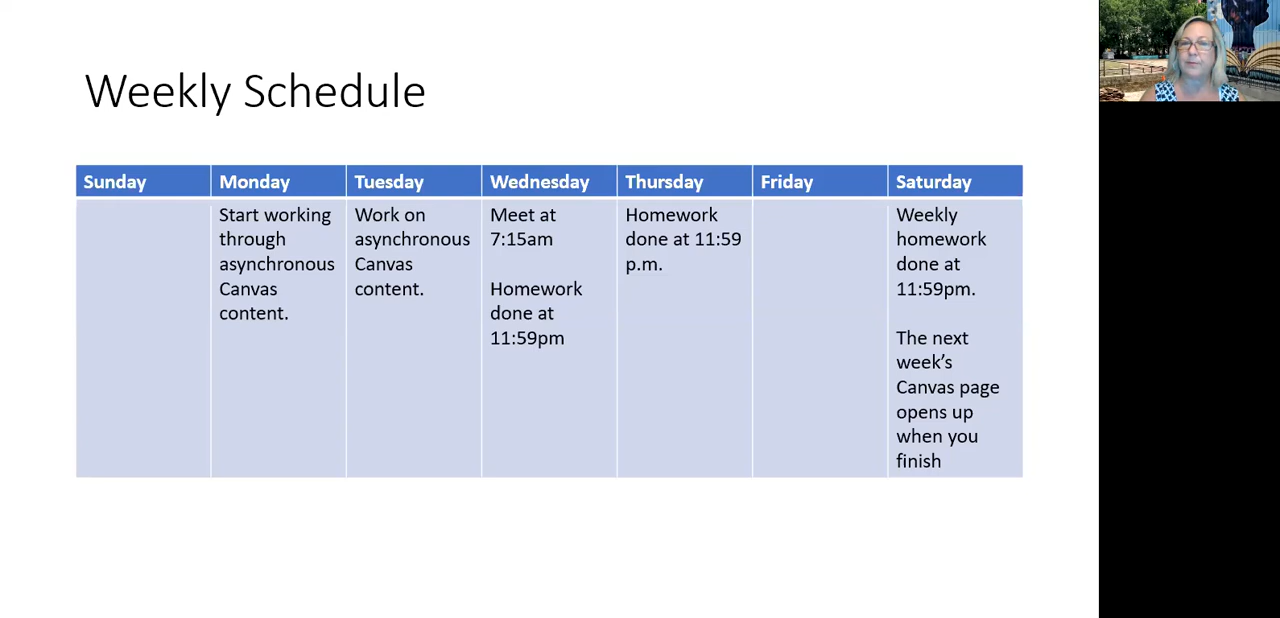 Weekly Schedule
Sunday
Monday
Tuesday
Wednesday
Thursday
Friday
Saturday
Start working
through
asynchronous
Canvas
content.
Work on
asynchronous
Canvas
content.
Meet at
7:15am
Homework
done at
11:59pm
Homework
done at 11:59
p.m.
Weekly
homework
done at
11:59pm.
The next
week’s
Canvas page
opens up
when you
finish